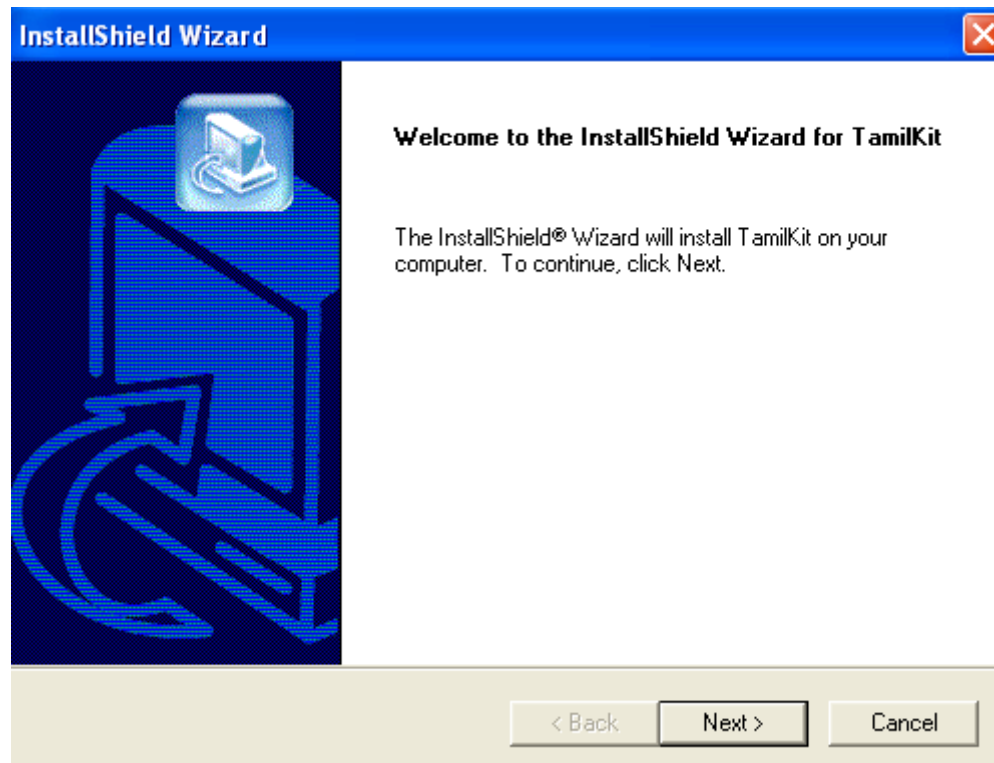 InstallShield Wizard
Welcome to the InstallShield Wizard for TamilKit
The InstallShield® Wizard will install TamilKit on your
computer. To continue, click Next.
< Back
Next >
Cancel